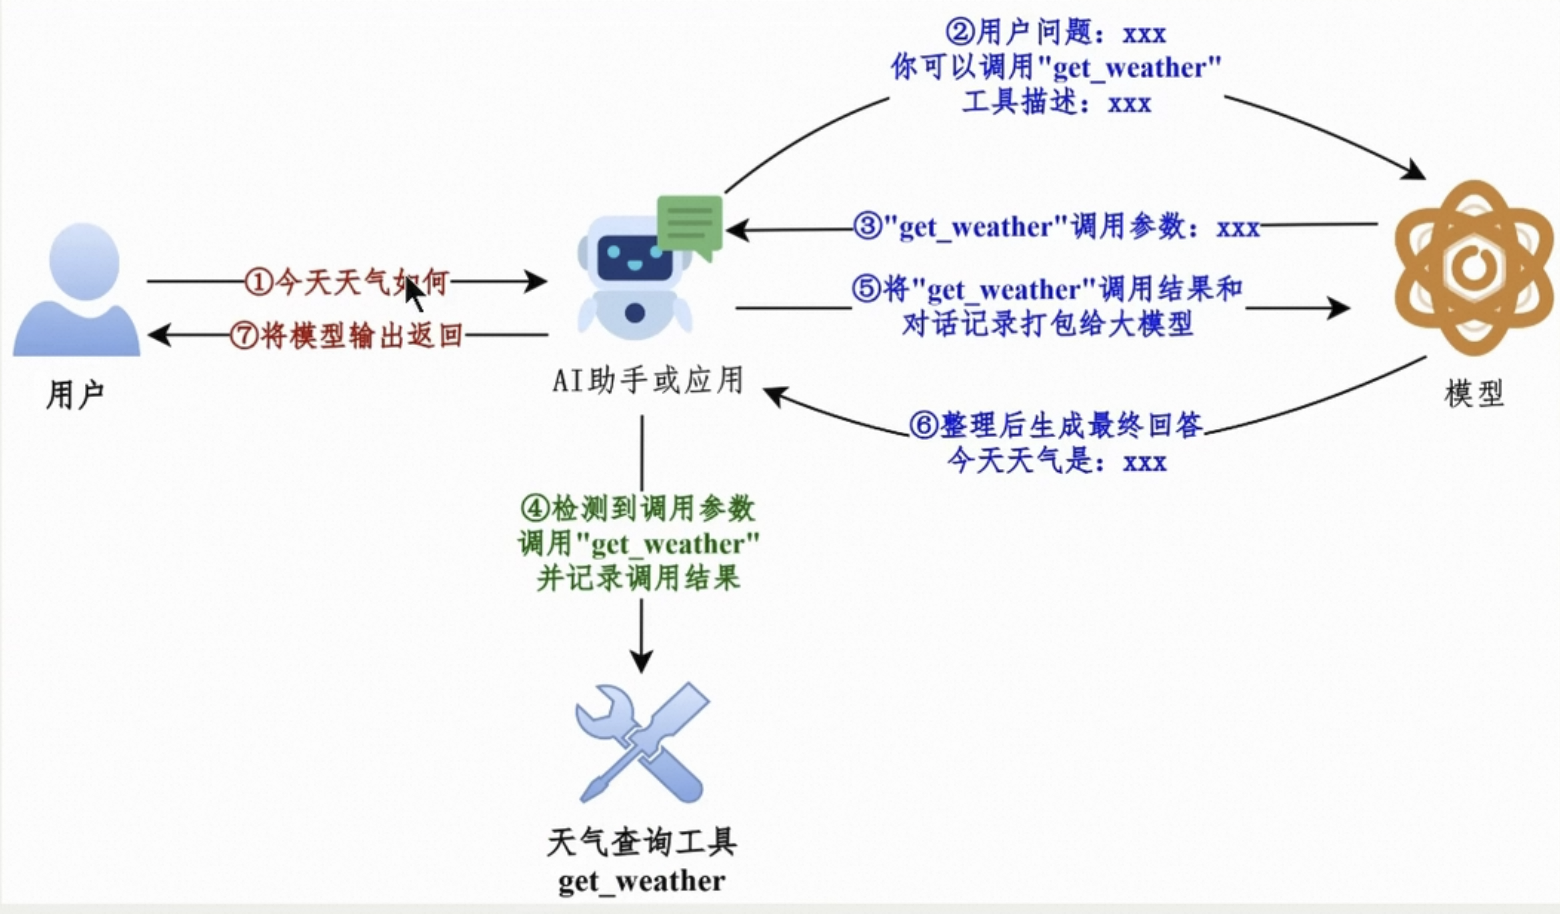 ②用户问题：xxx
你可以调用"get_weather"
工具描述：xxx
③"get_weather"调用参数：xxx
①今天天气如何
⑤将"get_weather"调用结果和
对话记录打包给大模型
⑦将模型输出返回
用户
AI助手或应用
模型
⑥整理后生成最终回答
今天天气是：xxx
④检测到调用参数
调用"get_weather"
并记录调用结果
天气查询工具
get_weather